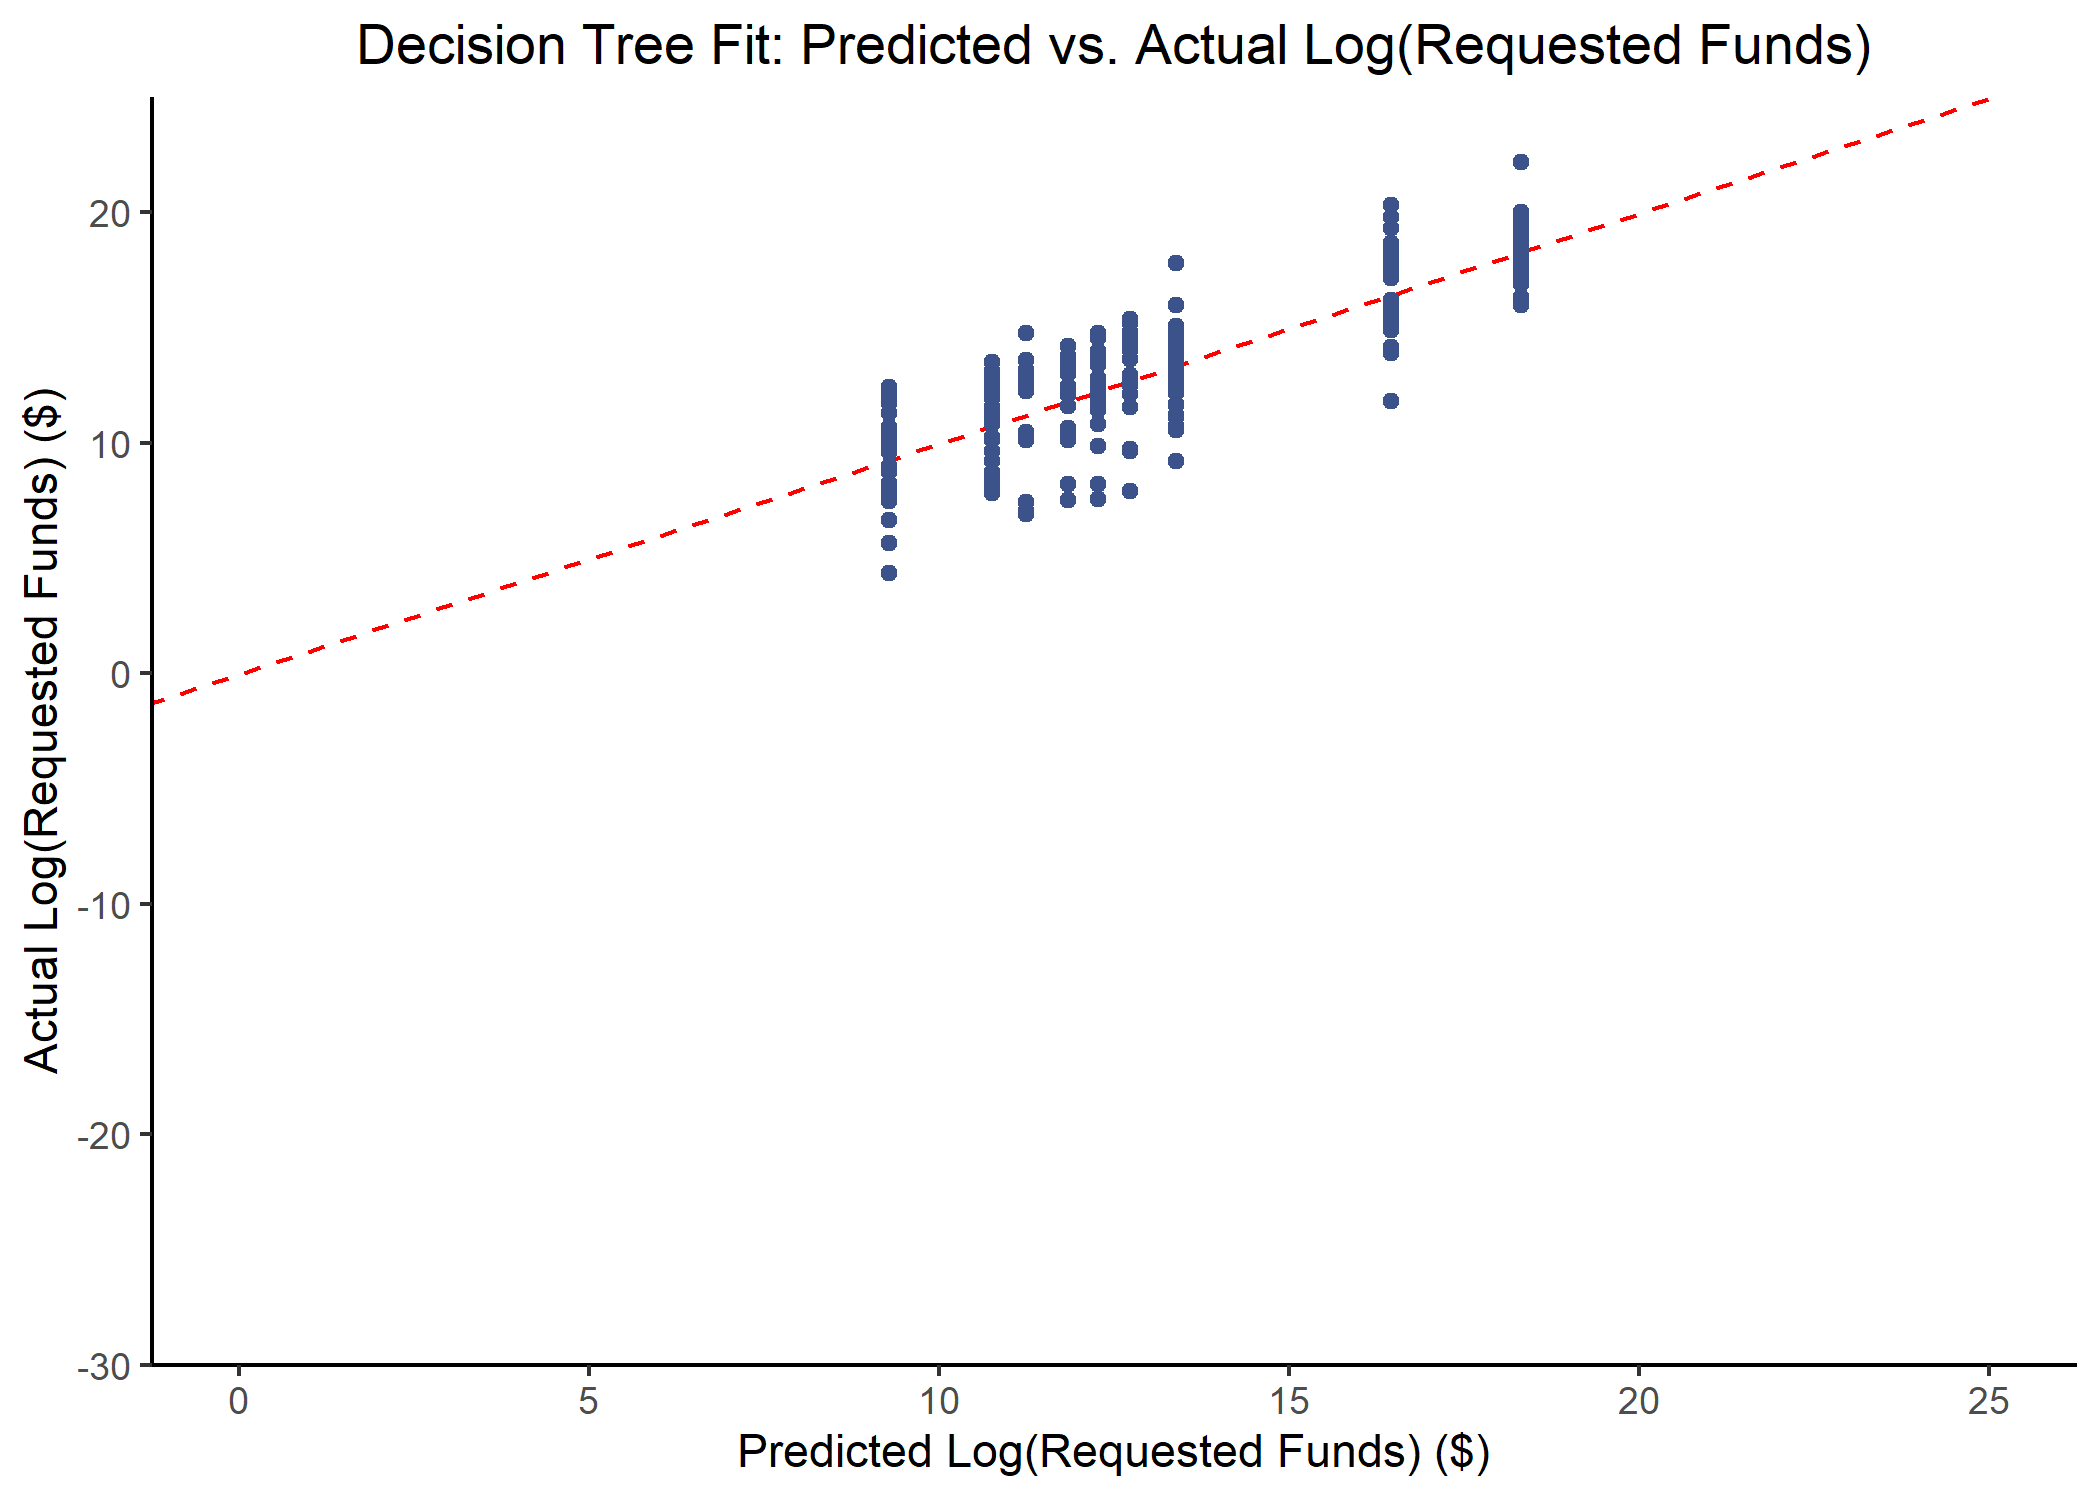 Decision Tree Fit: Predicted vs. Actual Log(Requested Funds)
Actual Log(Requested Funds) ($)
20
10
0
-10
-20
-30
0 5 10 15 20 25
Predicted Log(Requested Funds) ($)